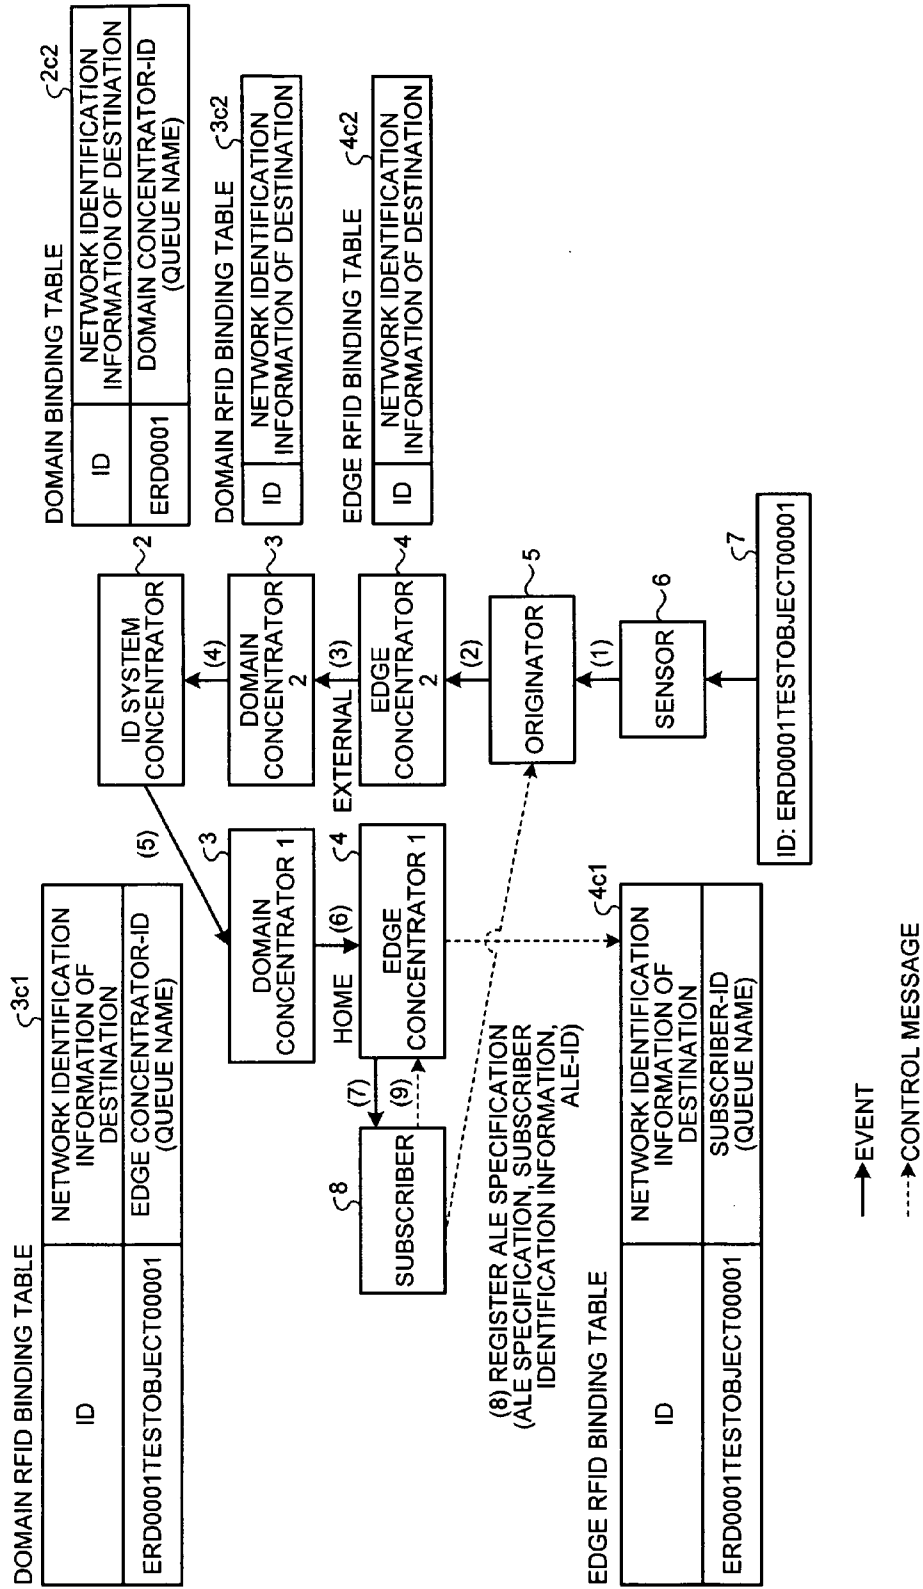 DOMAIN RFID BINDING TABLE
3c1
ID
NETWORK IDENTIFICATION
INFORMATION OF
DESTINATION
ERD0001TESTOBJECT00001
EDGE CONCENTRATOR-ID
(QUEUE NAME)
DOMAIN BINDING TABLE
2c2
ID
NETWORK IDENTIFICATION
INFORMATION OF DESTINATION
ERD0001
DOMAIN CONCENTRATOR-ID
(QUEUE NAME)
ID SYSTEM
CONCENTRATOR
2
(4)
(5)
DOMAIN RFID BINDING TABLE
3c2
ID
NETWORK IDENTIFICATION
INFORMATION OF DESTINATION
DOMAIN
CONCENTRATOR 1
3
DOMAIN
CONCENTRATOR
2
3
HOME
(6)
EXTERNAL
(3)
EDGE RFID BINDING TABLE
4c2
ID
NETWORK IDENTIFICATION
INFORMATION OF DESTINATION
SUBSCRIBER
8
(7)
(9)
EDGE
CONCENTRATOR 1
4
EDGE
CONCENTRATOR
2
4
(2)
ORIGINATOR
5
(1)
(8) REGISTER ALE SPECIFICATION
(ALE SPECIFICATION, SUBSCRIBER
IDENTIFICATION INFORMATION,
ALE-ID)
SENSOR
6
EDGE RFID BINDING TABLE
4c1
ID
NETWORK IDENTIFICATION
INFORMATION OF
DESTINATION
ERD0001TESTOBJECT00001
SUBSCRIBER-ID
(QUEUE NAME)
7
ID: ERD0001TESTOBJECT00001
EVENT
CONTROL MESSAGE